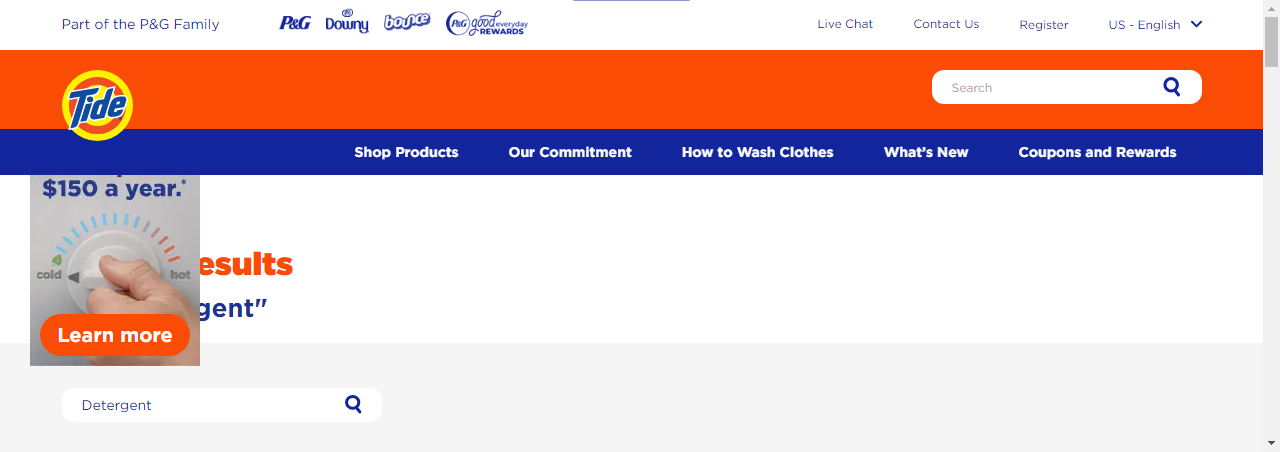 Part of the P&G Family
P&G
Downy
bounce
P&G good everyday REWARDS
Live Chat
Contact Us
Register
US - English
Tide
Search
Shop Products
Our Commitment
How to Wash Clothes
What's New
Coupons and Rewards
$150 a year.*
cold
hot
Learn more
esults
gent"
Detergent